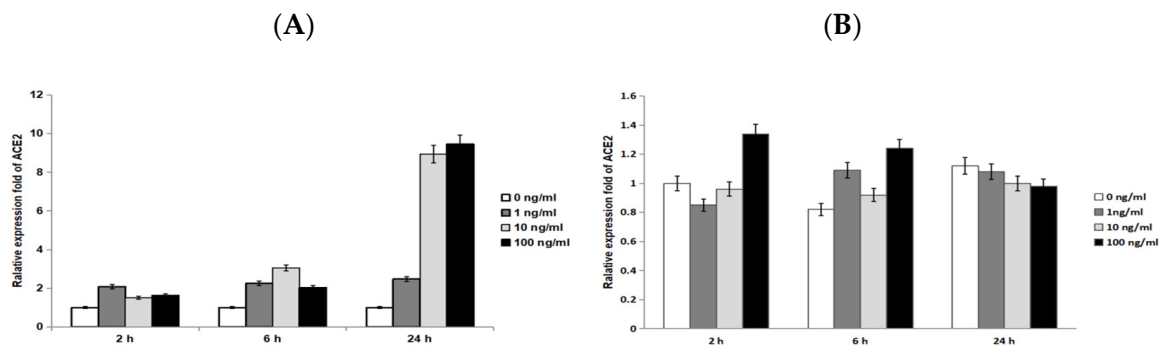 (A)
(B)
Ralative expression fold of ACE2
12
10
8
6
4
2
0
2 h
6 h
24 h
0 ng/ml
1 ng/ml
10 ng/ml
100 ng/ml
Ralative expression fold of ACE2
1.6
1.4
1.2
1
0.8
0.6
0.4
0.2
0
2 h
6 h
24 h
0 ng/ml
1ng/ml
10 ng/ml
100 ng/ml